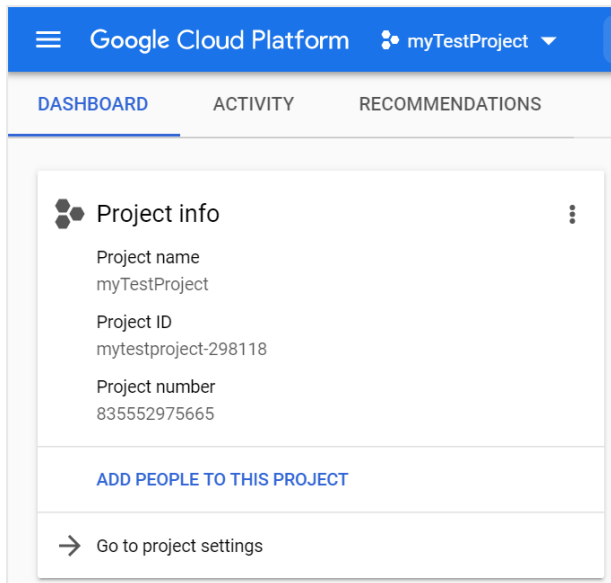 Google Cloud Platform myTestProject
DASHBOARD ACTIVITY RECOMMENDATIONS
Project info
Project name
myTestProject
Project ID
mytestproject-298118
Project number
835552975665
ADD PEOPLE TO THIS PROJECT
Go to project settings